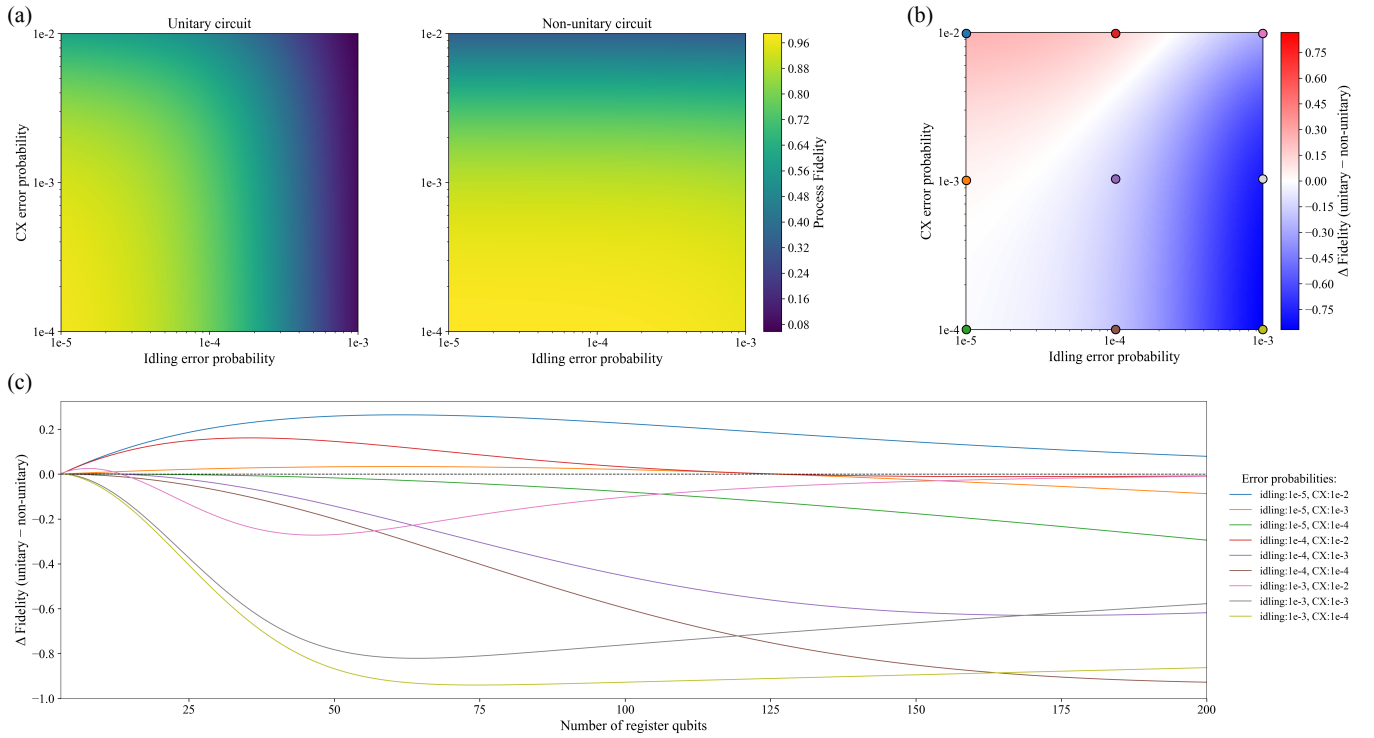 (a)
Unitary circuit
Non-unitary circuit
1e-2
1e-3
1e-4
CX error probability
1e-5
1e-4
1e-3
Idling error probability
1e-2
1e-3
1e-4
1e-5
1e-4
1e-3
Idling error probability
0.96
0.88
0.80
0.72
0.64
0.56
0.48
0.40
0.32
0.24
0.16
0.08
Process Fidelity
(b)
1e-2
1e-3
1e-4
CX error probability
1e-5
1e-4
1e-3
Idling error probability
0.75
0.60
0.45
0.30
0.15
0.00
−0.15
−0.30
−0.45
−0.60
−0.75
Δ Fidelity (unitary − non-unitary)
(c)
0.2
0.0
−0.2
−0.4
−0.6
−0.8
−1.0
Δ Fidelity (unitary − non-unitary)
25
50
75
100
125
150
175
200
Number of register qubits
Error probabilities:
idling:1e-5, CX:1e-2
idling:1e-5, CX:1e-3
idling:1e-5, CX:1e-4
idling:1e-4, CX:1e-2
idling:1e-4, CX:1e-3
idling:1e-4, CX:1e-4
idling:1e-3, CX:1e-2
idling:1e-3, CX:1e-3
idling:1e-3, CX:1e-4